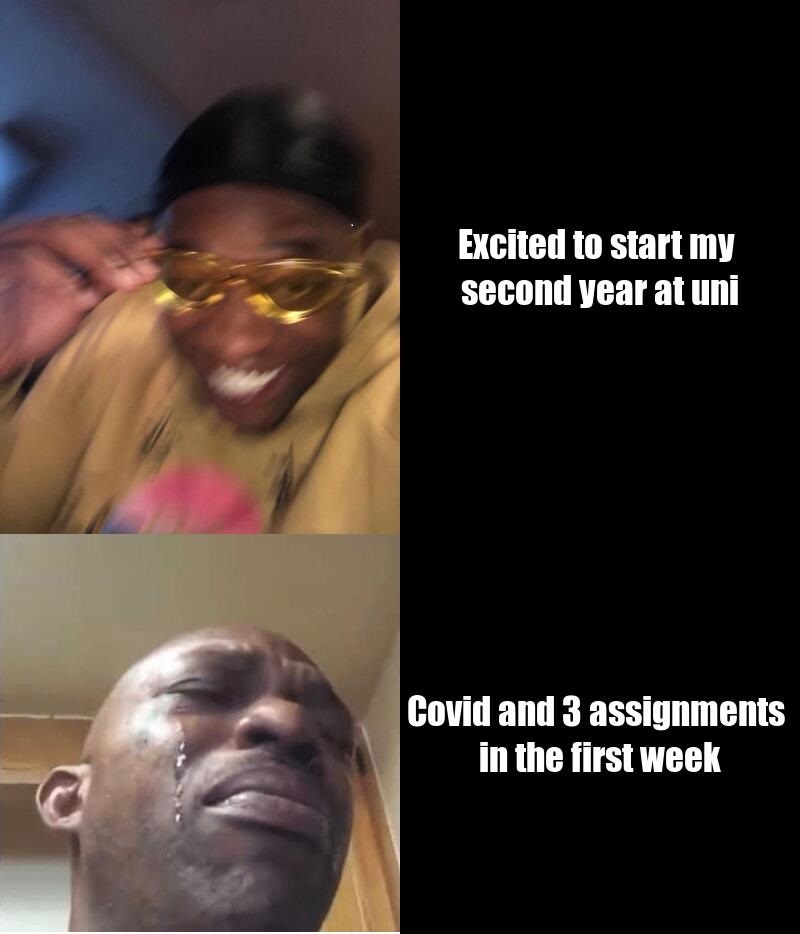 Excited to start my
second year at uni
Covid and 3 assignments
in the first week